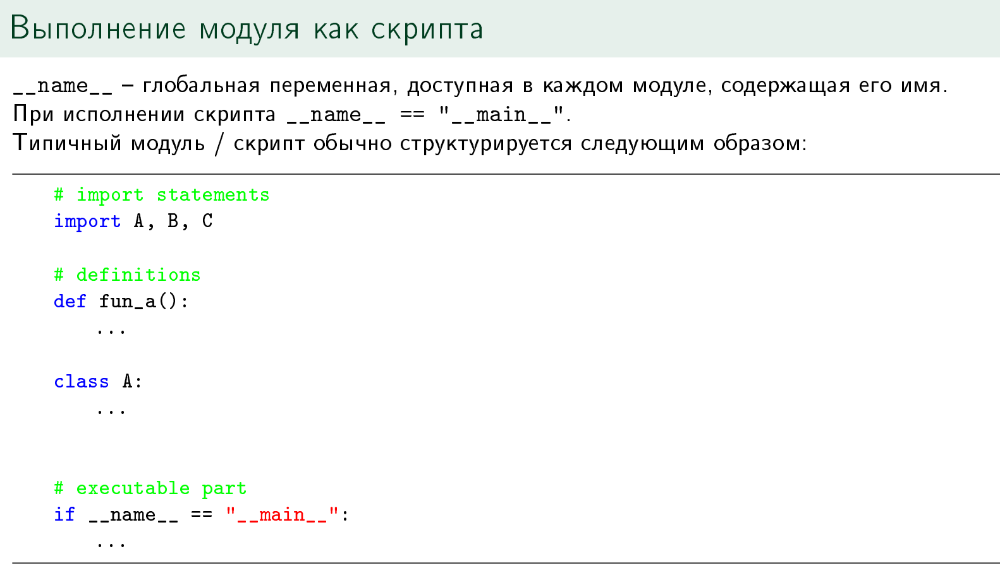 Выполнение модуля как скрипта
__name__ – глобальная переменная, доступная в каждом модуле, содержащая его имя.
При исполнении скрипта __name__ == "__main__".
Типичный модуль / скрипт обычно структурируется следующим образом:
# import statements
import A, B, C
# definitions
def fun_a():
...
class A:
...
# executable part
if __name__ == "__main__":
...